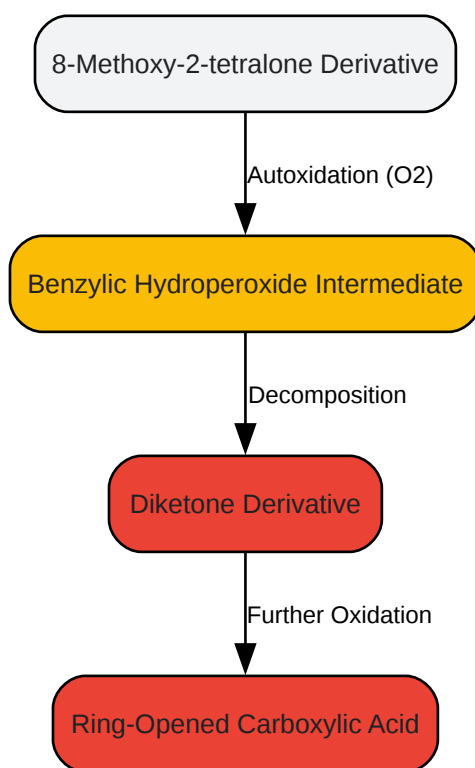 8-Methoxy-2-tetralone Derivative
Autoxidation (O2)
Benzylic Hydroperoxide Intermediate
Decomposition
Diketone Derivative
Further Oxidation
Ring-Opened Carboxylic Acid